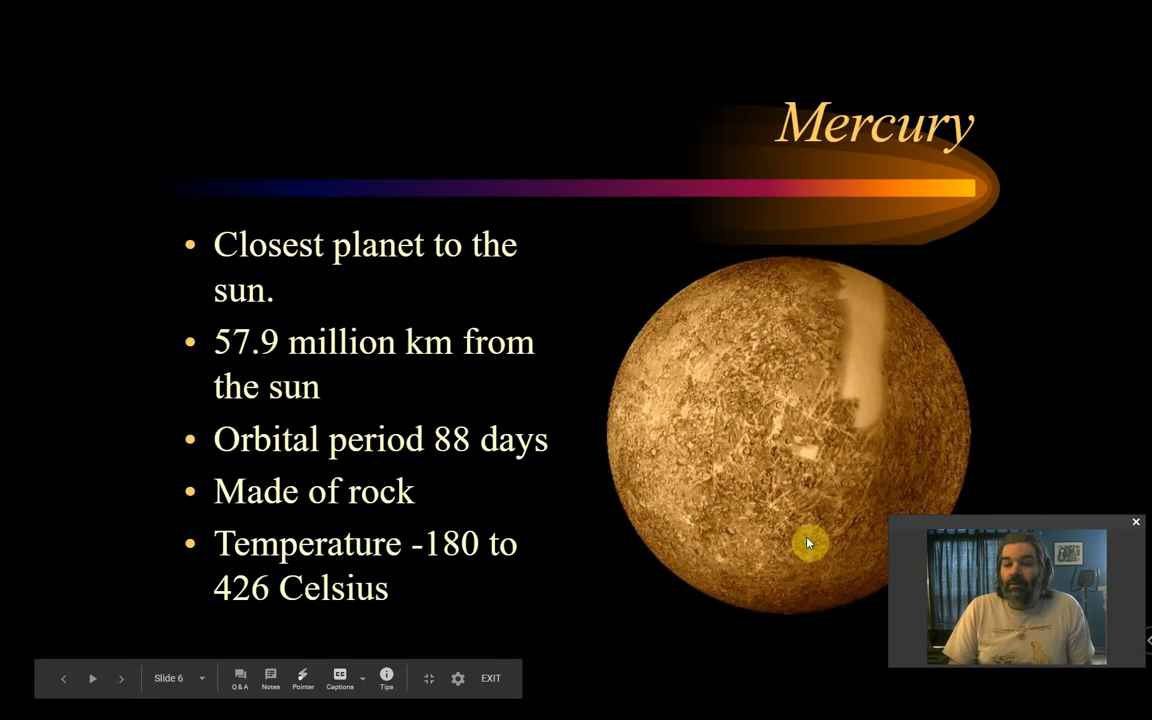 Mercury
• Closest planet to the
sun.
• 57.9 million km from
the sun
• Orbital period 88 days
• Made of rock
• Temperature -180 to
426 Celsius
Slide 6
Q & A
Notes
Pointer
CC
Captions
Tips
EXIT